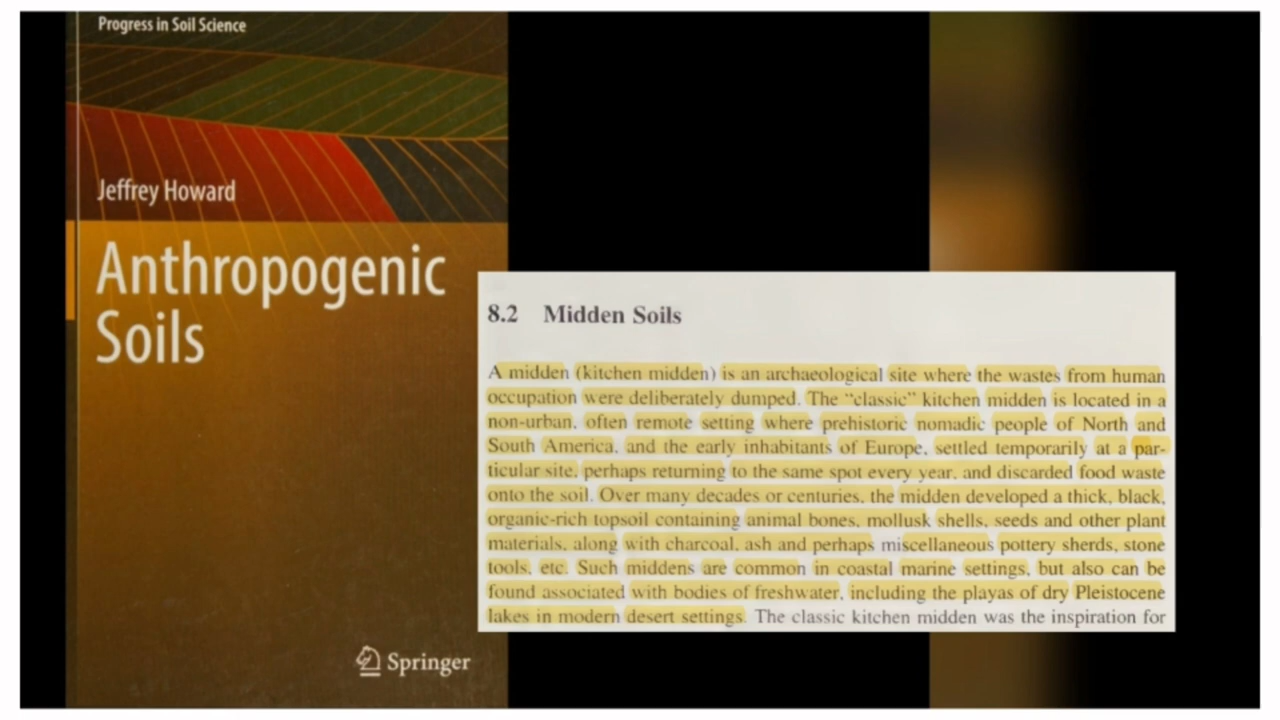 Progress in Soil Science
Jeffrey Howard
Anthropogenic
Soils
Springer
8.2 Midden Soils
A midden (kitchen midden) is an archaeological site where the wastes from human
occupation were deliberately dumped. The “classic” kitchen midden is located in a
non-urban, often remote setting where prehistoric nomadic people of North and
South America, and the early inhabitants of Europe, settled temporarily at a par-
ticular site, perhaps returning to the same spot every year, and discarded food waste
onto the soil. Over many decades or centuries, the midden developed a thick, black,
organic-rich topsoil containing animal bones, mollusk shells, seeds and other plant
materials, along with charcoal, ash and perhaps miscellaneous pottery sherds, stone
tools, etc. Such middens are common in coastal marine settings, but also can be
found associated with bodies of freshwater, including the playas of dry Pleistocene
lakes in modern desert settings. The classic kitchen midden was the inspiration for